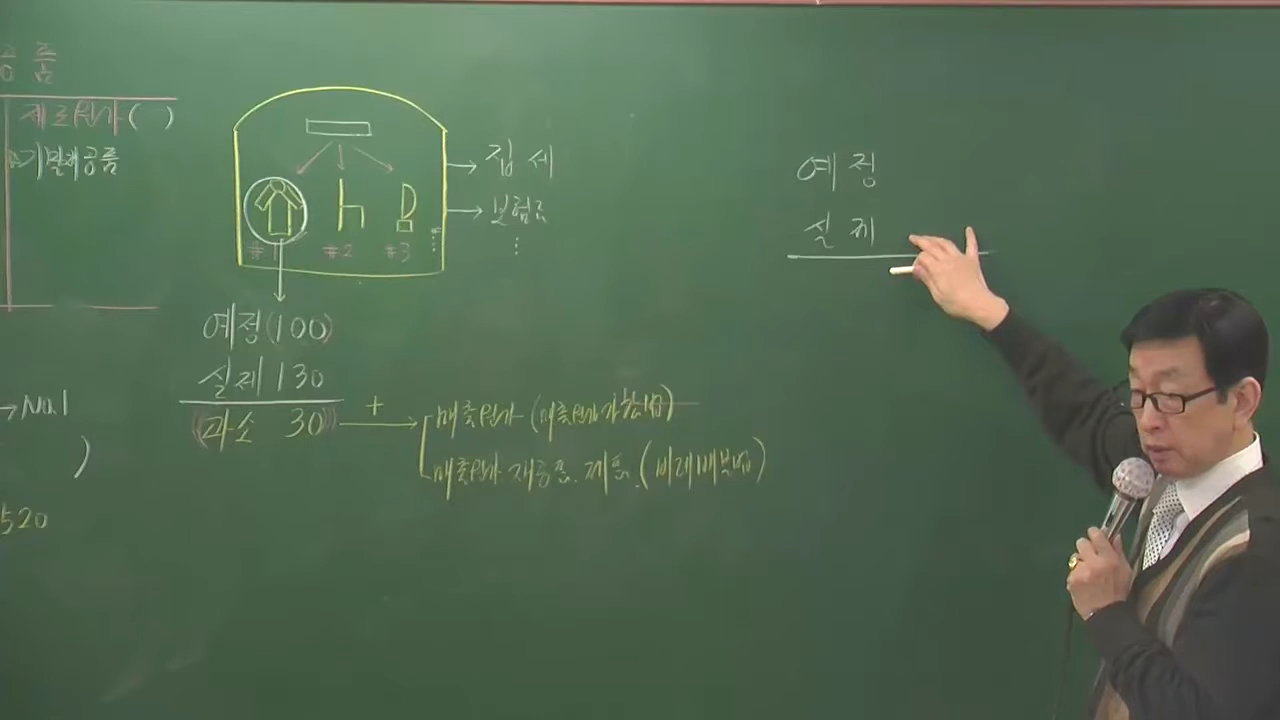 공 품
제조원가 ( )
기말재공품
→ No.1
)
520
#1 #2 #3
→ 집 세
→ 보험료
⋮
예정(100)
실제 130
과소 30
+
매출원가 (매출원가가감법)
매출원가. 재공품. 제품. (비례배분법)
예 정
실 제